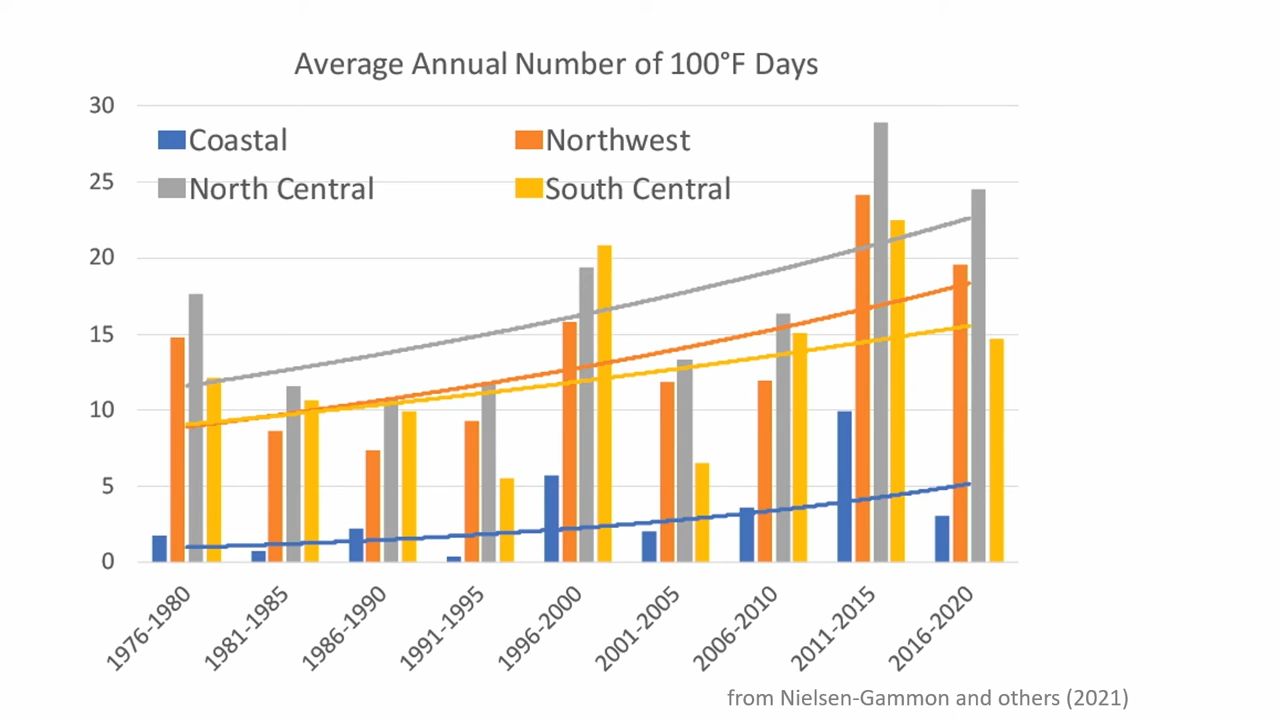 Average Annual Number of 100°F Days
30
25
20
15
10
5
0
Coastal
Northwest
North Central
South Central
1976-1980
1981-1985
1986-1990
1991-1995
1996-2000
2001-2005
2006-2010
2011-2015
2016-2020
from Nielsen-Gammon and others (2021)